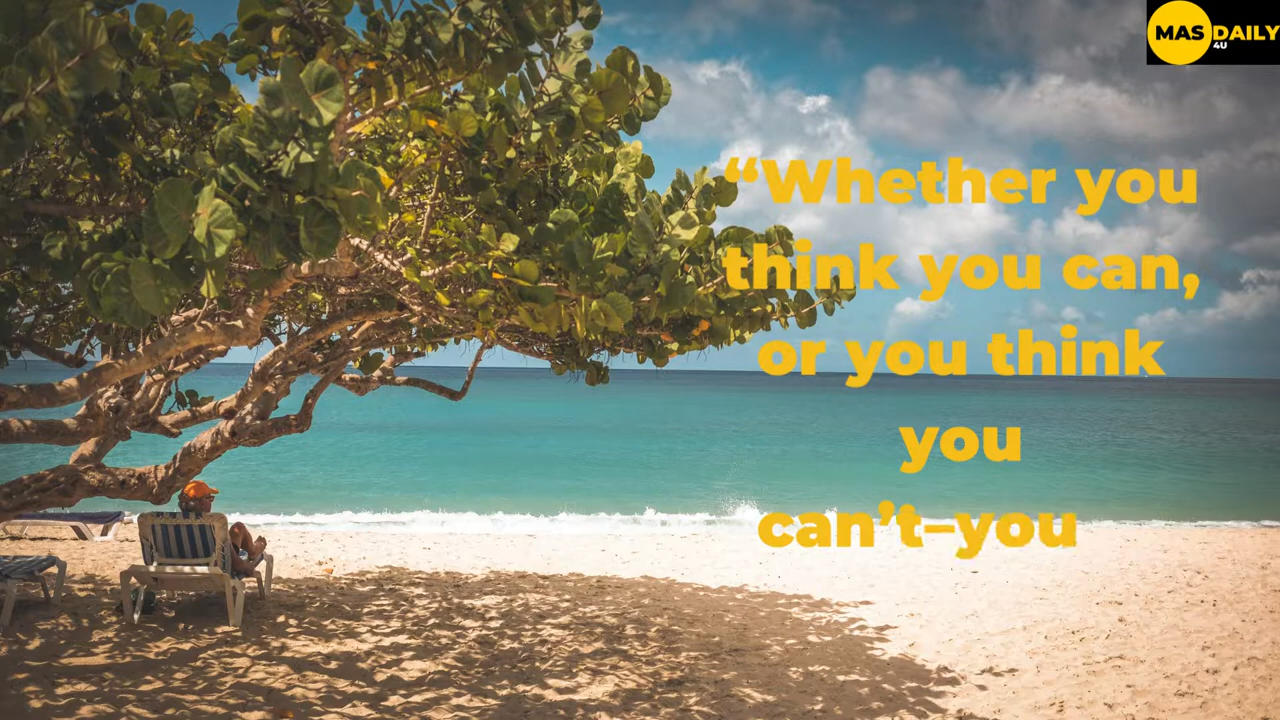 MAS DAILY
4U
“Whether you
think you can,
or you think
you
can’t–you